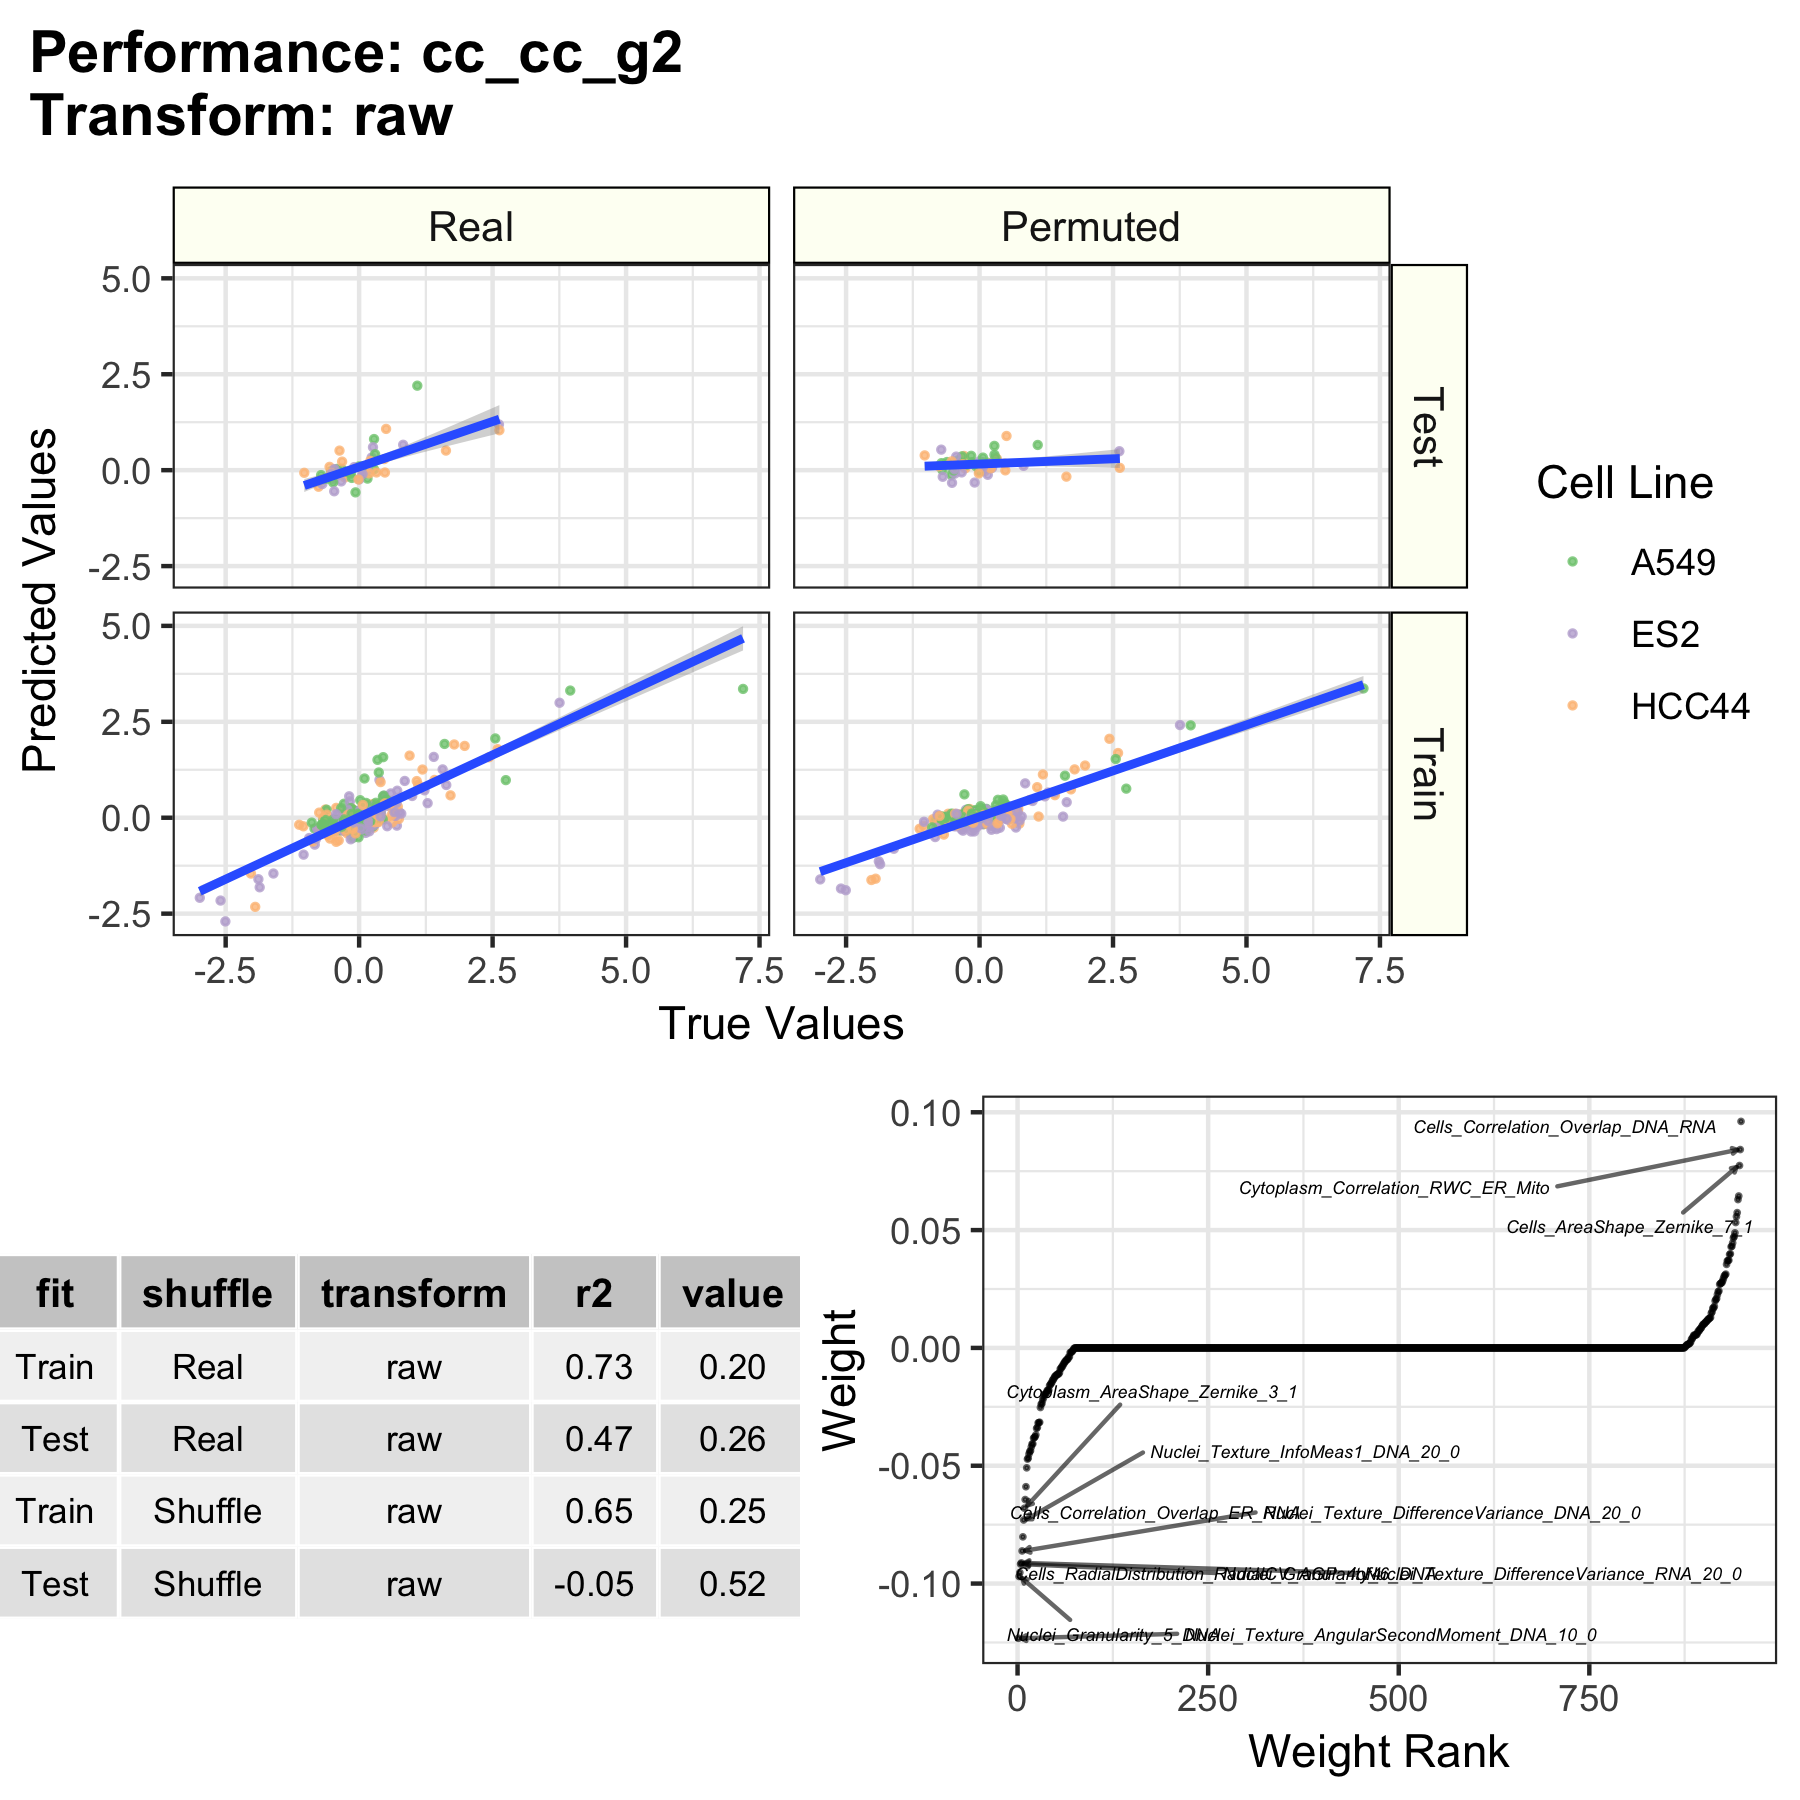 Performance: cc_cc_g2
Transform: raw
Real
Permuted
5.0
2.5
0.0
-2.5
Test
5.0
2.5
0.0
-2.5
Train
-2.5
0.0
2.5
5.0
7.5
-2.5
0.0
2.5
5.0
7.5
True Values
Predicted Values
Cell Line
A549
ES2
HCC44
fit shuffle transform r2 value
Train Real raw 0.73 0.20
Test Real raw 0.47 0.26
Train Shuffle raw 0.65 0.25
Test Shuffle raw -0.05 0.52
0.10
0.05
0.00
-0.05
-0.10
Weight
Cells_Correlation_Overlap_DNA_RNA
Cytoplasm_Correlation_RWC_ER_Mito
Cells_AreaShape_Zernike_7_1
Cytoplasm_AreaShape_Zernike_3_1
Nuclei_Texture_InfoMeas1_DNA_20_0
Cells_Correlation_Overlap_ER_RNA
Nuclei_Texture_DifferenceVariance_DNA_20_0
Nuclei_Texture_DifferenceVariance_RNA_20_0
Nuclei_Granularity_5_DNA
Nuclei_Texture_AngularSecondMoment_DNA_10_0
0
250
500
750
Weight Rank